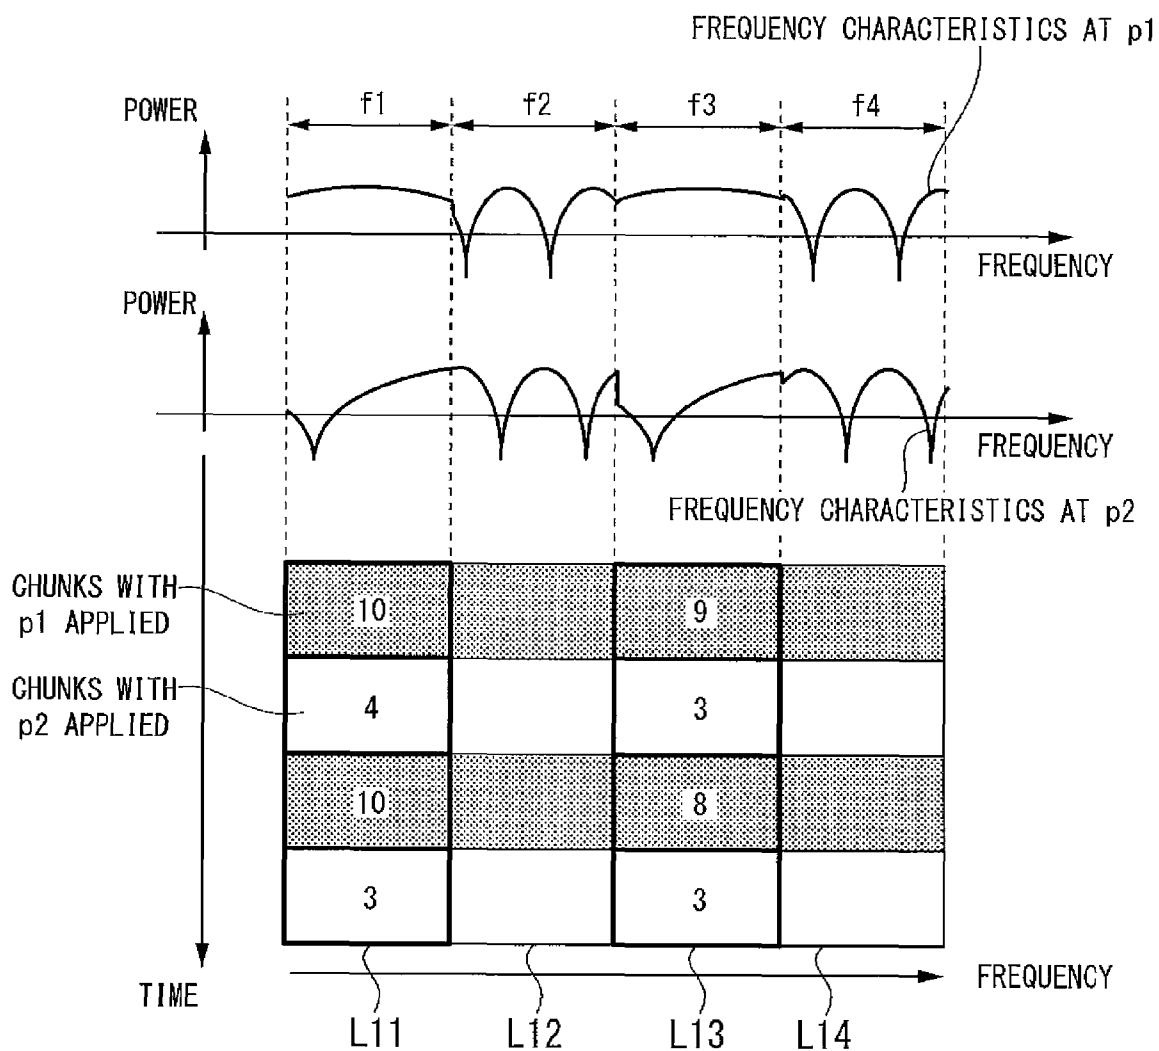 FREQUENCY CHARACTERISTICS AT p1
f1 f2 f3 f4
POWER
FREQUENCY
POWER
FREQUENCY
FREQUENCY CHARACTERISTICS AT p2
CHUNKS WITH
p1 APPLIED
10 9
CHUNKS WITH
p2 APPLIED
4 3
10 8
3 3
TIME
FREQUENCY
L11 L12 L13 L14